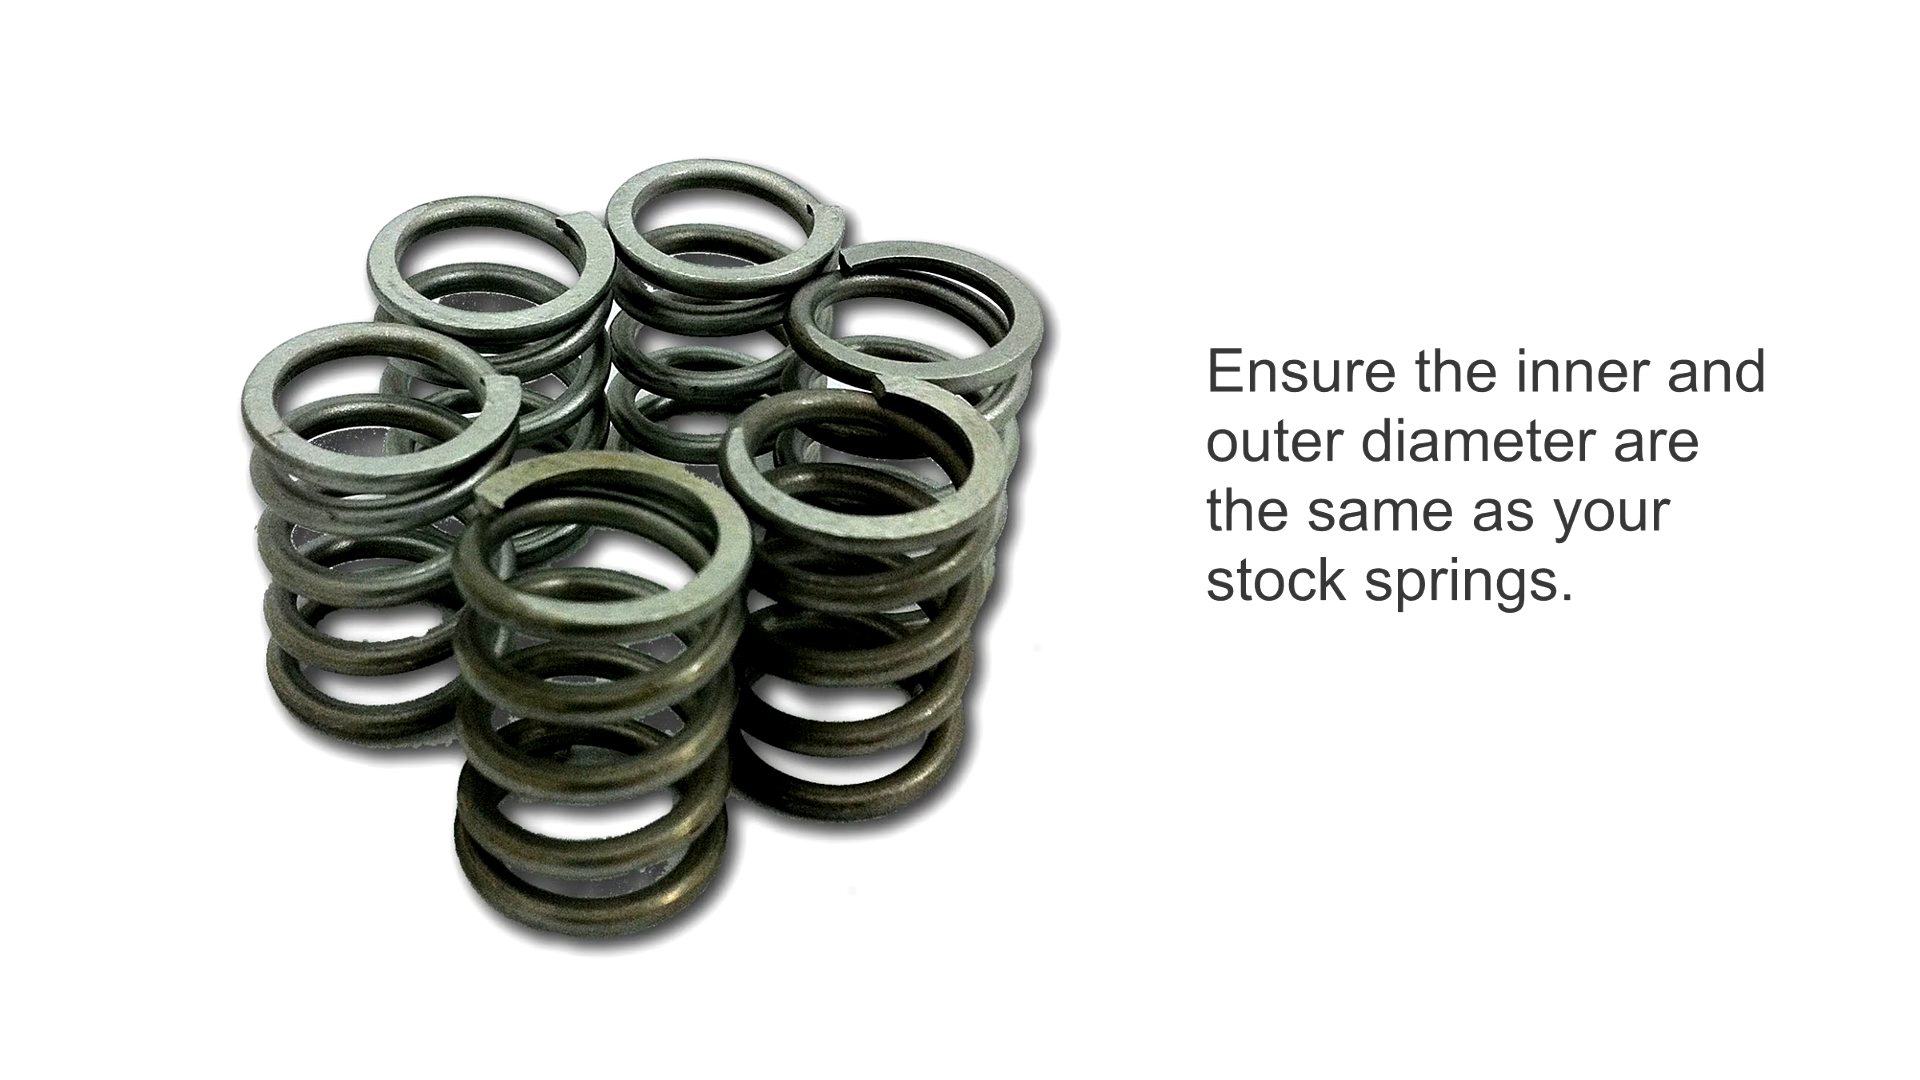 Ensure the inner and
outer diameter are
the same as your
stock springs.